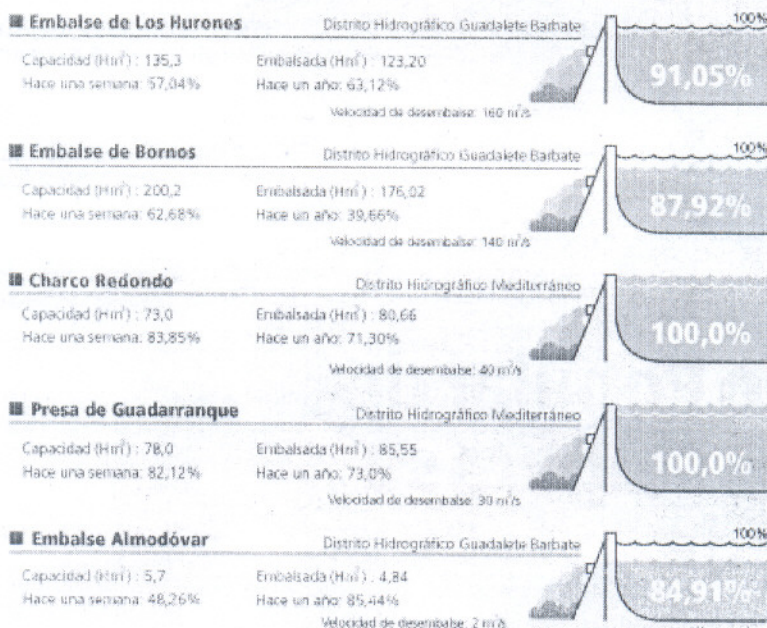 Embalse de Los Hurones Distrito Hidrográfico Guadalete Barbate 100%
Capacidad (Hm³) : 135,3 Embalsada (Hm³) : 123,20
Hace una semana: 57,04% Hace un año: 63,12%
91,05%
Velocidad de desembalse: 160 m³/s
Embalse de Bornos Distrito Hidrográfico Guadalete Barbate 100%
Capacidad (Hm³) : 200,2 Embalsada (Hm³) : 176,02
Hace una semana: 62,68% Hace un año: 39,66%
87,92%
Velocidad de desembalse: 140 m³/s
Charco Redondo Distrito Hidrográfico Mediterráneo
Capacidad (Hm³) : 73,0 Embalsada (Hm³) : 80,66
Hace una semana: 83,85% Hace un año: 71,30%
100,0%
Velocidad de desembalse: 40 m³/s
Presa de Guadarranque Distrito Hidrográfico Mediterráneo
Capacidad (Hm³) : 78,0 Embalsada (Hm³) : 85,55
Hace una semana: 82,12% Hace un año: 73,0%
100,0%
Velocidad de desembalse: 30 m³/s
Embalse Almodóvar Distrito Hidrográfico Guadalete Barbate 100%
Capacidad (Hm³) : 5,7 Embalsada (Hm³) : 4,84
Hace una semana: 48,26% Hace un año: 85,44%
84,91%
Velocidad de desembalse: 2 m³/s